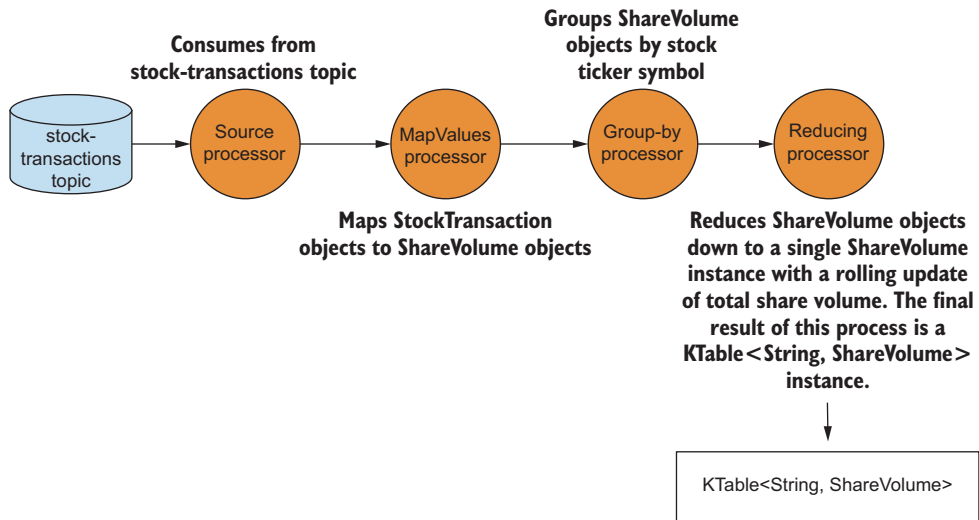 Consumes from
stock-transactions topic
Groups ShareVolume
objects by stock
ticker symbol
stock-
transactions
topic
Source
processor
MapValues
processor
Group-by
processor
Reducing
processor
Maps StockTransaction
objects to ShareVolume objects
Reduces ShareVolume objects
down to a single ShareVolume
instance with a rolling update
of total share volume. The final
result of this process is a
KTable<String, ShareVolume>
instance.
KTable<String, ShareVolume>